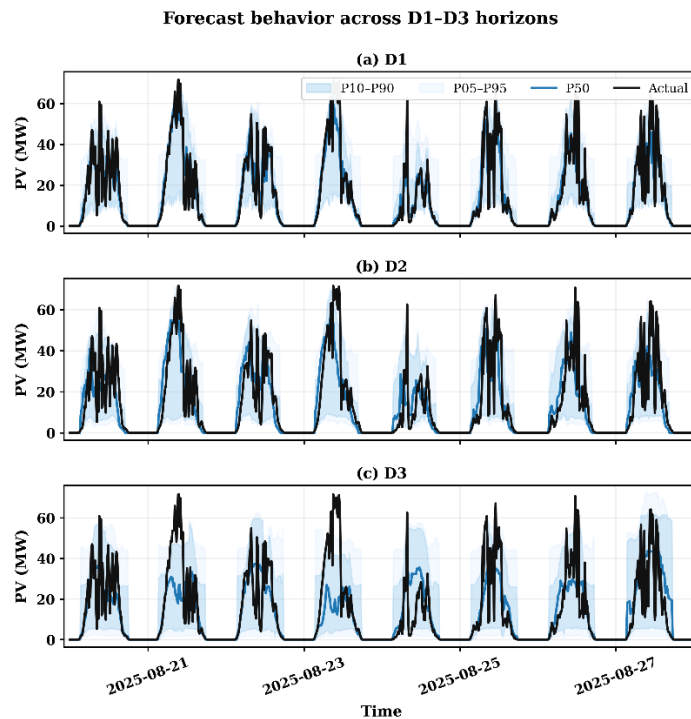 Forecast behavior across D1–D3 horizons
(a) D1
P10–P90 P05–P95 P50 Actual
60
40
20
0
PV (MW)
(b) D2
60
40
20
0
PV (MW)
(c) D3
60
40
20
0
PV (MW)
2025-08-21 2025-08-23 2025-08-25 2025-08-27
Time